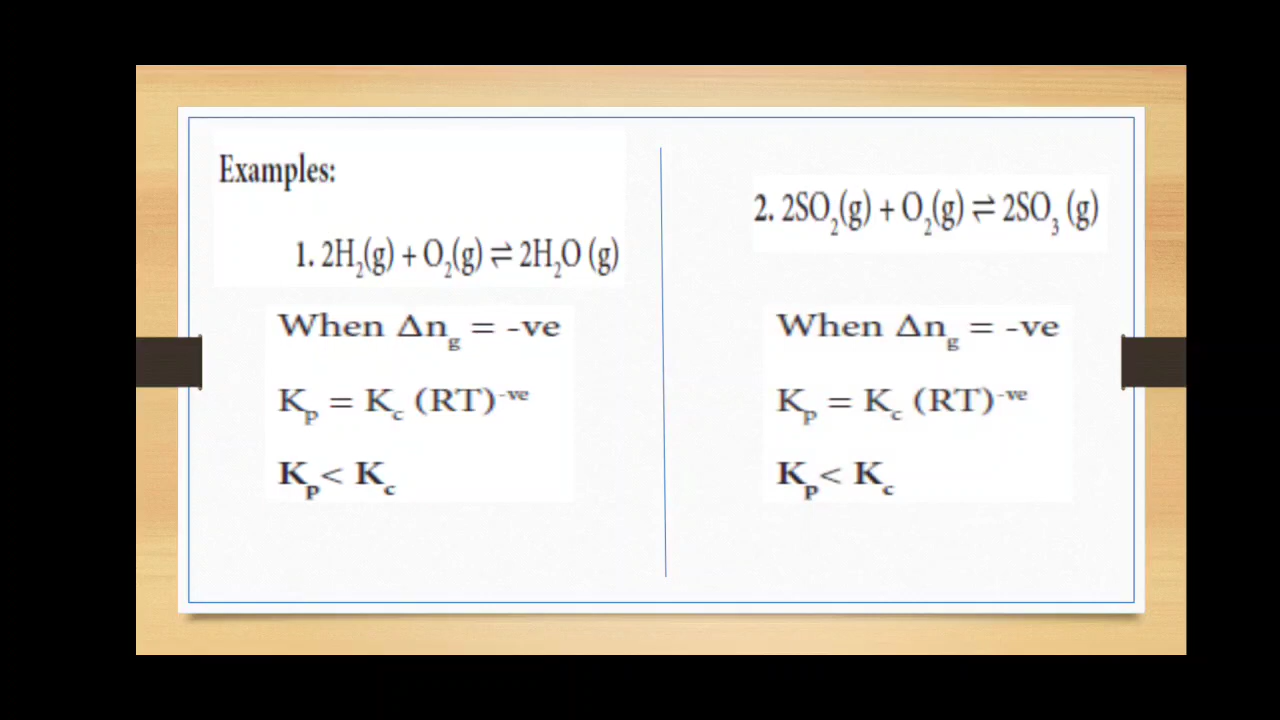 Examples:
1. 2H₂(g) + O₂(g) ⇌ 2H₂O (g)
When Δn_g = -ve
K_p = K_c (RT)^-ve
K_p < K_c
2. 2SO₂(g) + O₂(g) ⇌ 2SO₃ (g)
When Δn_g = -ve
K_p = K_c (RT)^-ve
K_p < K_c